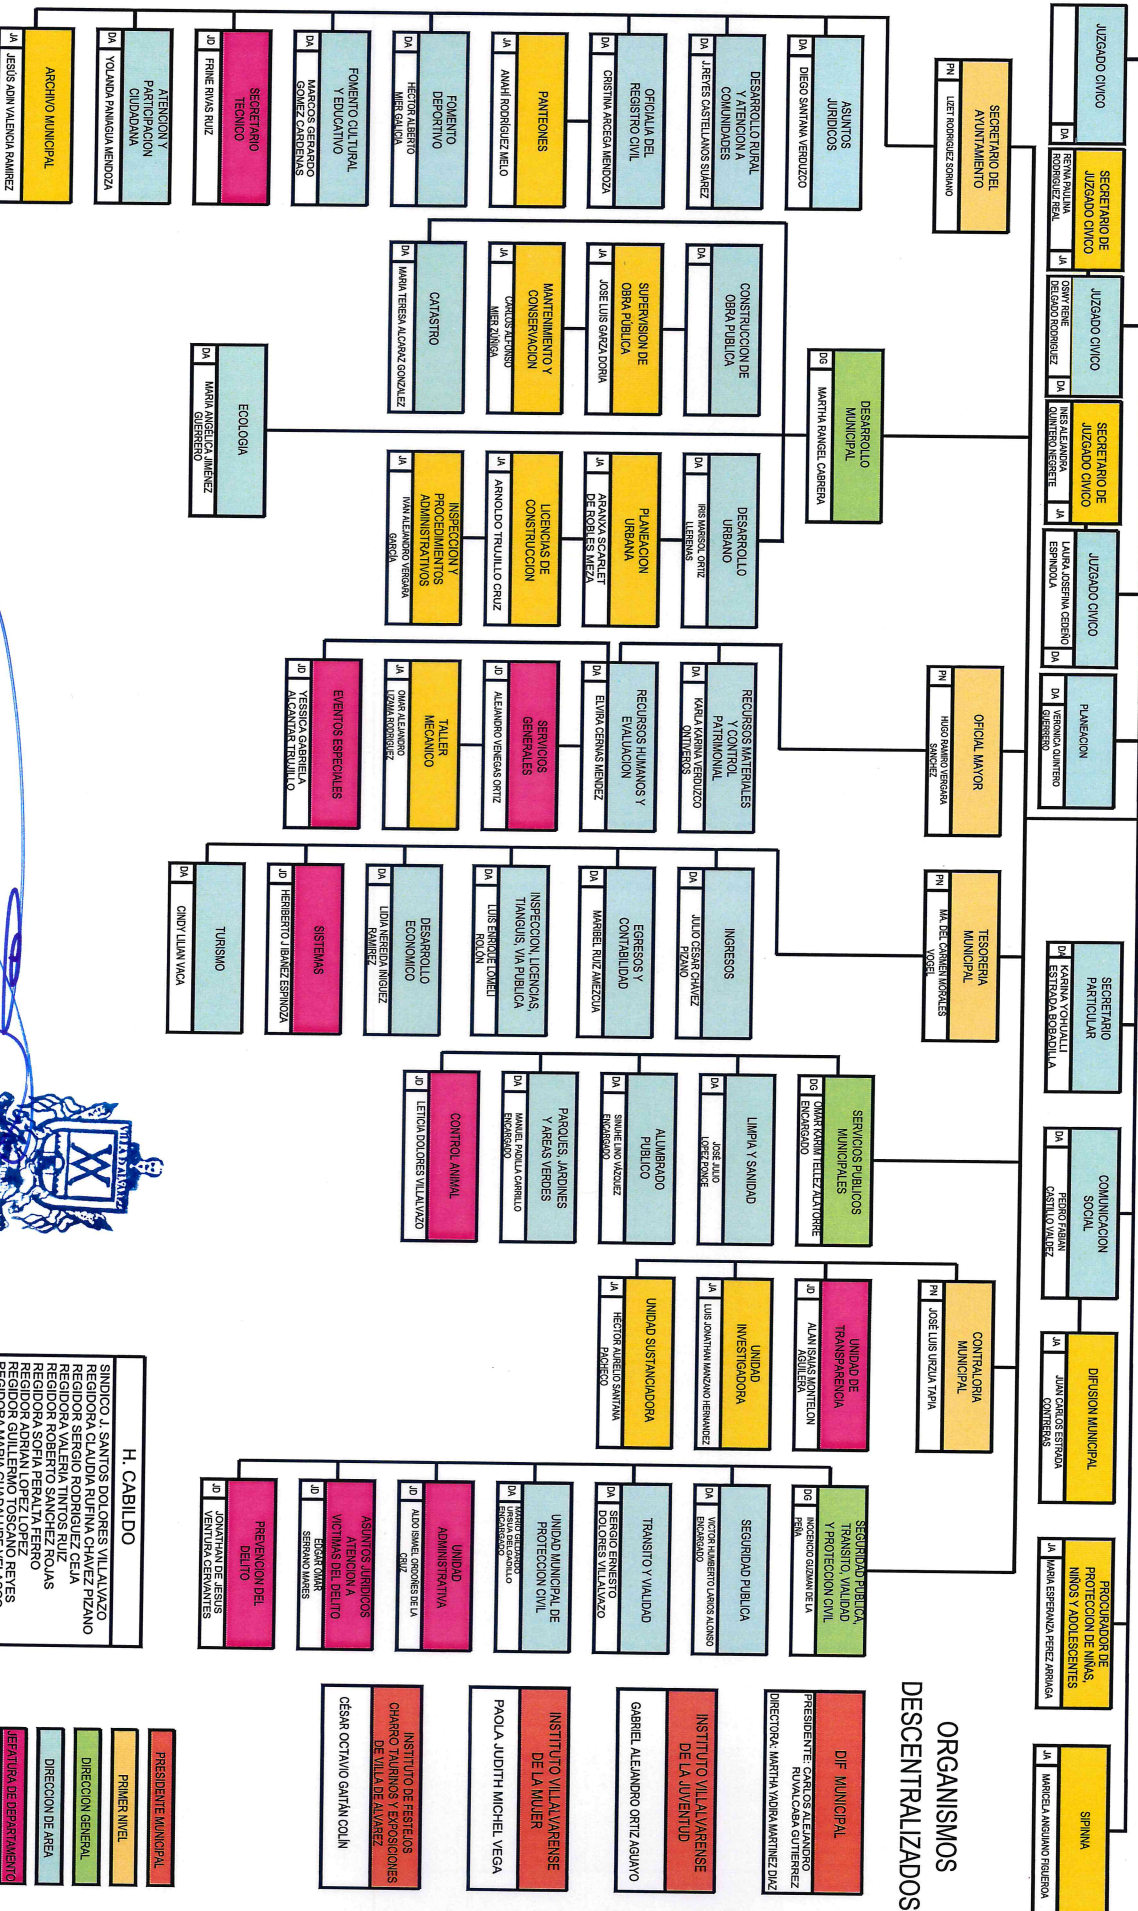 JUZGADO CIVICO
DA
SECRETARIO DE
JUZGADO CIVICO
REYNA PAULINA
RODRIGUEZ REAL
JA
JUZGADO CIVICO
OSWY RENE
DELGADO RODRIGUEZ
DA
SECRETARIO DE
JUZGADO CIVICO
INES ALEJANDRA
QUINTERO NEGRETE
JA
JUZGADO CIVICO
LAURA JOSEFINA CEDEÑO
ESPINDOLA
DA
PLANEACION
DA
VERONICA QUINTERO
GUERRERO
SECRETARIO
PARTICULAR
DA
KARINA YOHUALLI
ESTRADA BOBADILLA
COMUNICACION
SOCIAL
DA
PEDRO FABIAN
CASTILLO VALDEZ
DIFUSION MUNICIPAL
JA
JUAN CARLOS ESTRADA
CONTRERAS
PROCURADOR DE
PROTECCION DE NIÑAS,
NIÑOS Y ADOLESCENTES
JA
MARIA ESPERANZA PEREZ ARRIAGA
SIPINNA
JA
MARICELA ANGUIANO FIGUEROA
SECRETARIO DEL
AYUNTAMIENTO
PN
LIZET RODRIGUEZ SORIANO
ASUNTOS
JURIDICOS
DA
DIEGO SANTANA VERDUZCO
DESARROLLO RURAL
Y ATENCION A
COMUNIDADES
DA
J.REYES CASTELLANOS SUÁREZ
OFICIALIA DEL
REGISTRO CIVIL
DA
CRISTINA ARCEGA MENDOZA
PANTEONES
JA
ANAHÍ RODRÍGUEZ MELO
FOMENTO
DEPORTIVO
DA
HÉCTOR ALBERTO
MIER GALICIA
FOMENTO CULTURAL
Y EDUCATIVO
DA
MARCOS GERARDO
GOMEZ CARDENAS
SECRETARIO
TECNICO
JD
FRINE RIVAS RUIZ
ATENCION Y
PARTICIPACION
CIUDADANA
DA
YOLANDA PANIAGUA MENDOZA
ARCHIVO MUNICIPAL
JA
JESÚS ADIN VALENCIA RAMIREZ
DESARROLLO
MUNICIPAL
DG
MARTHA RANGEL CABRERA
CONSTRUCCION DE
OBRA PUBLICA
DA
SUPERVISION DE
OBRA PÚBLICA
JA
JOSE LUIS GARZA DORIA
MANTENIMIENTO Y
CONSERVACION
JA
CARLOS ALFONSO
MIER ZÚÑIGA
CATASTRO
DA
MARIA TERESA ALCARAZ GONZALEZ
DESARROLLO
URBANO
DA
IRIS MARISOL ORTIZ
LLERENAS
PLANEACION
URBANA
JA
ARANXA SCARLET
DE ROBLES MEZA
LICENCIAS DE
CONSTRUCCION
JA
ARNOLDO TRUJILLO CRUZ
INSPECCION Y
PROCEDIMIENTOS
ADMINISTRATIVOS
JA
IVAN ALEJANDRO VERGARA
GARCÍA
ECOLOGIA
DA
MARIA ANGÉLICA JIMÉNEZ
GUERRERO
OFICIAL MAYOR
PN
HUGO RAMIRO VERGARA
SANCHEZ
RECURSOS MATERIALES
Y CONTROL
PATRIMONIAL
DA
KARLA KARINA VERDUZCO
ONTIVEROS
RECURSOS HUMANOS Y
EVALUACION
DA
ELVIRA CERNAS MENDEZ
SERVICIOS
GENERALES
JD
ALEJANDRO VENEGAS ORTIZ
TALLER
MECANICO
JA
OMAR ALEJANDRO
LIZAMA RODRIGUEZ
EVENTOS ESPECIALES
JD
YESSICA GABRIELA
ALCANTAR TRUJILLO
TESORERIA
MUNICIPAL
PN
MA. DEL CARMEN MORALES
VOGEL
INGRESOS
DA
JULIO CÉSAR CHAVEZ
PIZANO
EGRESOS Y
CONTABILIDAD
DA
MARIBEL RUIZ AMEZCUA
INSPECCION, LICENCIAS,
TIANGUIS, VIA PUBLICA
DA
LUIS ENRIQUE LOMELÍ
ROLÓN
DESARROLLO
ECONOMICO
DA
LIDIA NEREIDA IÑIGUEZ
RAMIREZ
SISTEMAS
JD
HERIBERTO J IBAÑEZ ESPINOZA
TURISMO
DA
CINDY LILIAN VACA
SERVICIOS PUBLICOS
MUNICIPALES
DG
OMAR KARIM TELLEZ ALATORRE
ENCARGADO
LIMPIA Y SANIDAD
DA
JOSÉ JULIO
LOPEZ PONCE
ALUMBRADO
PUBLICO
DA
SINUHE LINO VÁZQUEZ
ENCARGADO
PARQUES, JARDINES
Y AREAS VERDES
DA
MANUEL PADILLA CARRILLO
ENCARGADO
CONTROL ANIMAL
JD
LETICIA DOLORES VILLALVAZO
CONTRALORIA
MUNICIPAL
PN
JOSÉ LUIS URZUA TAPIA
UNIDAD DE
TRANSPARENCIA
JD
ALAN ISAIAS MONTELON
AGUILERA
UNIDAD
INVESTIGADORA
JA
LUIS JONATHAN MANZANO HERNANDEZ
UNIDAD SUSTANCIADORA
JA
HÉCTOR AURELIO SANTANA
PACHECO
SEGURIDAD PUBLICA,
TRANSITO, VIALIDAD
Y PROTECCION CIVIL
DG
INOCENCIO GUZMAN DE LA
PEÑA
SEGURIDAD PUBLICA
DA
VICTOR HUMBERTO LARIOS ALONSO
ENCARGADO
TRANSITO Y VIALIDAD
DA
SERGIO ERNESTO
DOLORES VILLALVAZO
UNIDAD MUNICIPAL DE
PROTECCION CIVIL
DA
MARIO GILDARDO
URSUA DELGADILLO
ENCARGADO
UNIDAD
ADMINISTRATIVA
JD
ALDO ISMAEL ORDOÑES DE LA
CRUZ
ASUNTOS JURIDICOS
ATENCION A
VICTIMAS DEL DELITO
JD
EDGAR OMAR
SERRANO MARES
PREVENCION DEL
DELITO
JD
JONATHAN DE JESUS
VENTURA CERVANTES
ORGANISMOS
DESCENTRALIZADOS
DIF MUNICIPAL
PRESIDENTE: CARLOS ALEJANDRO
RUVALCABA GUTIERREZ
DIRECTORA: MARTHA YADIRA MARTINEZ DIAZ
INSTITUTO VILLALVARENSE
DE LA JUVENTUD
GABRIEL ALEJANDRO ORTIZ AGUAYO
INSTITUTO VILLALVARENSE
DE LA MUJER
PAOLA JUDITH MICHEL VEGA
INSTITUTO DE FESTEJOS
CHARRO TAURINOS Y EXPOSICIONES
DE VILLA DE ALVAREZ
CÉSAR OCTAVIO GAITÁN COLÍN
H. CABILDO
SINDICO J. SANTOS DOLORES VILLALVAZO
REGIDORA CLAUDIA RUFINA CHAVEZ PIZANO
REGIDOR SERGIO RODRIGUEZ CEJA
REGIDORA VALERIA TINTOS RUIZ
REGIDOR ROBERTO SANCHEZ ROJAS
REGIDORA SOFIA PERALTA FERRO
REGIDOR ADRIAN LOPEZ LOPEZ
REGIDOR GUILLERMO TOSCANO REYES
REGIDORA MARIA GUADALUPE VELASCO
PRESIDENTE MUNICIPAL
PRIMER NIVEL
DIRECCION GENERAL
DIRECCION DE AREA
JEFATURA DE DEPARTAMENTO